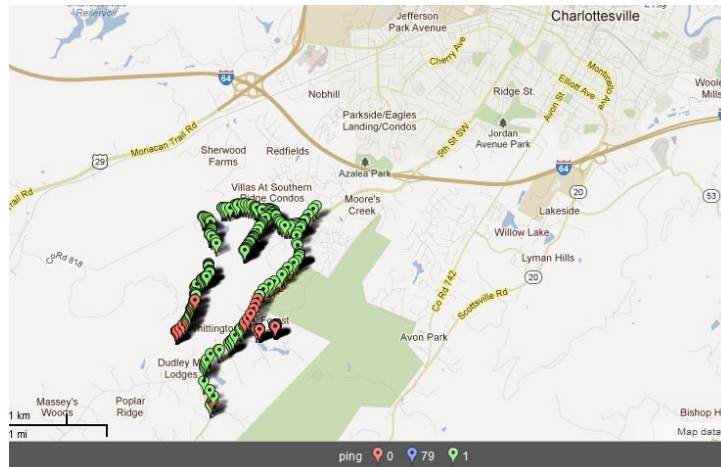 Charlottesville
Reservoir
Jefferson
Park Avenue
Charlottesville
Cherry Ave
64
Nobhill
Ridge St.
Elliott Ave
Monticello Ave
Avon St
Parkside/Eagles
Landing/Condos
5th St SW
Jordan
Avenue Park
Monacan Trail Rd
29
Sherwood
Farms
Redfields
Azalea Park
64
20
53
Villas At Southern
Ridge Condos
Moore's
Creek
Lakeside
Willow Lake
Co Rd 818
Lyman Hills
20
Co Rd 742
Scottsville Rd
Forest
Avon Park
Dudley M
Lodges
Massey's
Woods
Poplar
Ridge
Bishop H
1 km
1 mi
Map data
ping 0 79 1